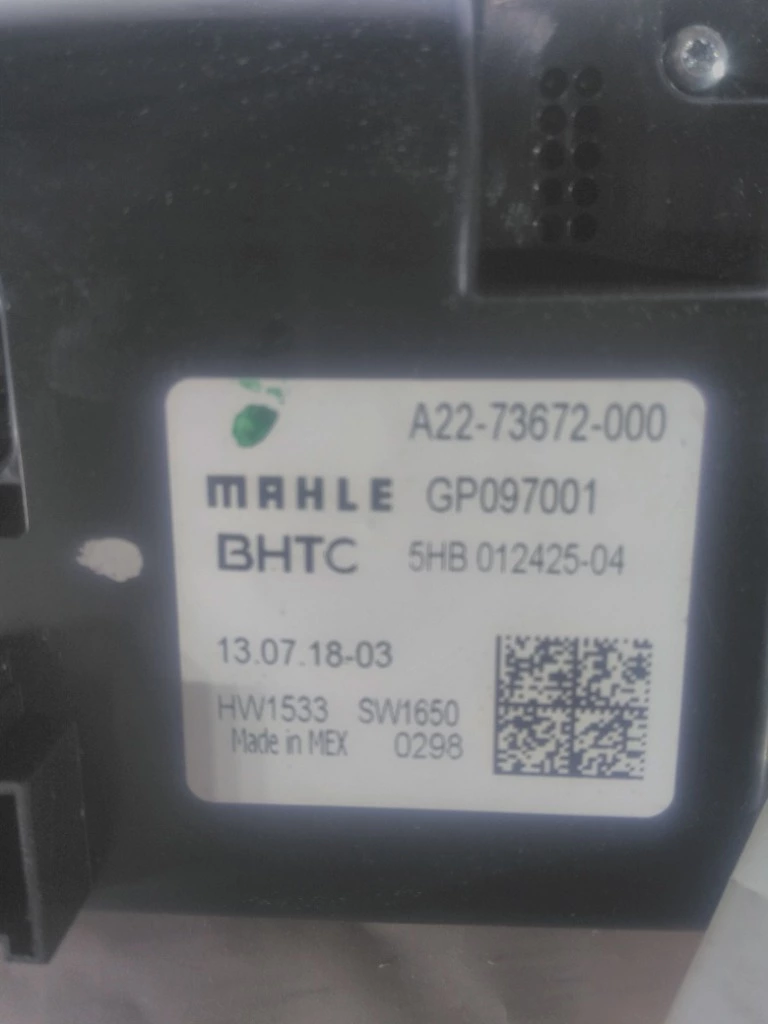 A22-73672-000
MAHLE GP097001
BHTC 5HB 012425-04
13.07.18-03
HW1533 SW1650
Made in MEX 0298